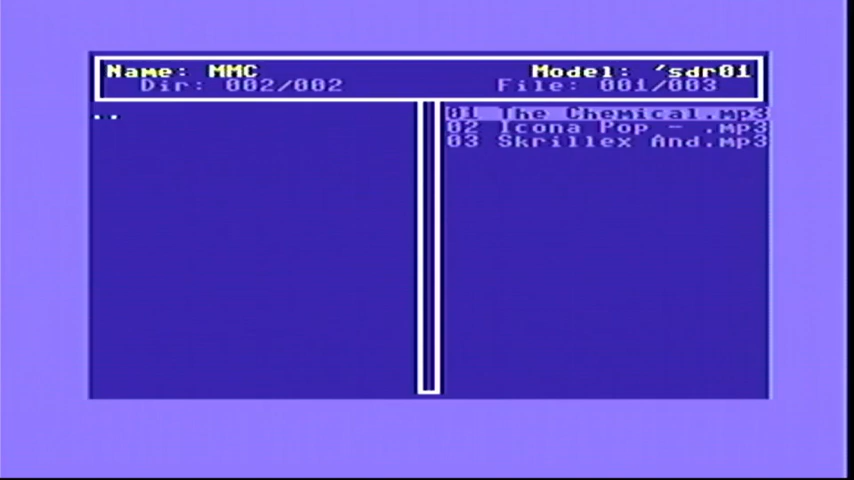 Name: MMC Model: 'sdr01
Dir: 002/002 File: 001/003
..
01 The Chemical.mp3
02 Icona Pop - .mp3
03 Skrillex And.mp3